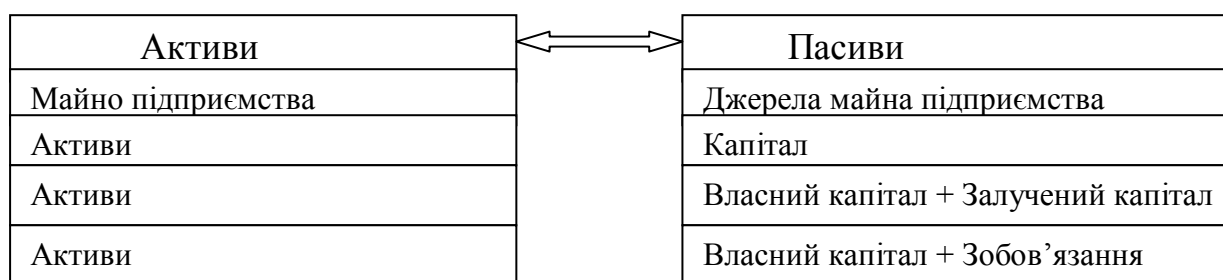 Активи
Пасиви
Майно підприємства
Джерела майна підприємства
Активи
Капітал
Активи
Власний капітал + Залучений капітал
Активи
Власний капітал + Зобов’язання